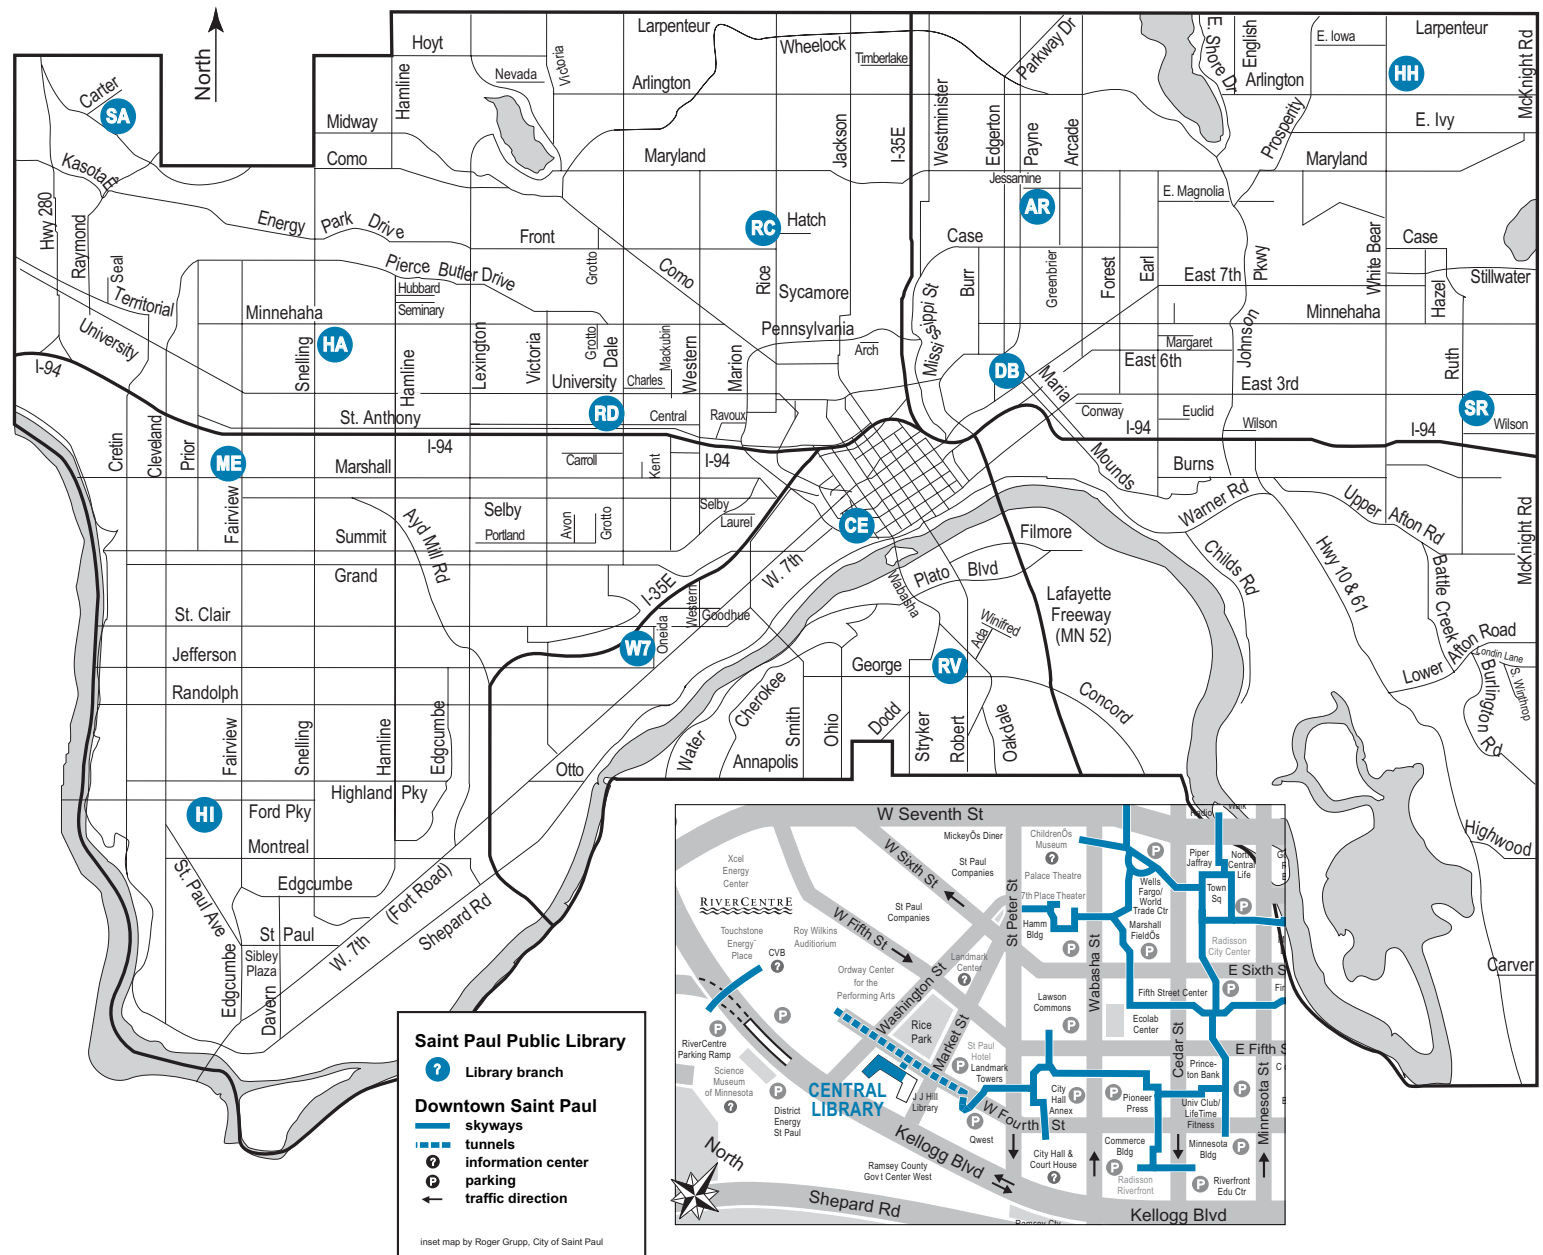 North
Hoyt
Larpenteur
Wheelock
Timberlake
Parkway Dr
E. Shore Dr
English
E. Iowa
Larpenteur
McKnight Rd
Carter
SA
Hamline
Nevada
Victoria
Arlington
Arlington
HH
Midway
Westminister
Edgerton
Payne
Arcade
Prosperity
E. Ivy
Como
Maryland
Jackson
I-35E
Maryland
Kasota
Jessamine
E. Magnolia
Hwy 280
Raymond
Energy Park Drive
Front
Grotto
RC
Hatch
AR
Case
White Bear
Case
Seal
Territorial
Pierce Butler Drive
Hubbard
Seminary
Como
Rice
Sycamore
Mississippi St
Burr
Greenbrier
Forest
Earl
East 7th
Pkwy
Johnson
Stillwater
Hazel
Minnehaha
Minnehaha
University
Pennsylvania
Arch
HA
Snelling
Hamline
Lexington
Victoria
Grotto
Dale
Mackubin
Western
Marion
DB
Maria
Margaret
East 6th
East 3rd
Ruth
I-94
University
Charles
St. Anthony
RD
Central
Ravoux
Conway
Euclid
Wilson
SR
Wilson
I-94
I-94
Cretin
Cleveland
Prior
ME
I-94
Marshall
Carroll
Kent
I-94
Mounds
Burns
Fairview
Ayd Mill Rd
Selby
Portland
Avon
Grotto
Selby
Laurel
CE
Warner Rd
Upper Afton Rd
McKnight Rd
Summit
Filmore
Hwy 10 & 61
Grand
I-35E
W. 7th
Wabasha
Plato Blvd
Childs Rd
Battle Creek
St. Clair
Western
Goodhue
Lafayette
Freeway
(MN 52)
W7
Oneida
Ada
Winifred
Jefferson
George
RV
Lower Afton Road
Londin Lane
S. Winthrop
Burlington Rd
Randolph
Cherokee
Concord
Fairview
Snelling
Hamline
Edgcumbe
Water
Smith
Ohio
Dodd
Stryker
Robert
Oakdale
Annapolis
Otto
Highland Pky
HI
Ford Pky
Montreal
Highwood
St. Paul Ave
Edgcumbe
(Fort Road)
Shepard Rd
W. 7th
St Paul
Sibley
Plaza
Edgcumbe
Davern
Carver
W Seventh St
MickeyÕs Diner
ChildrenÕs
Museum
Palace Theatre
7th Place Theater
St Paul
Companies
Xcel
Energy
Center
W Sixth St
RIVERCENTRE
St Paul
Companies
W Fifth St
Touchstone
Energy
Place
Roy Wilkins
Auditorium
CVB
Ordway Center
for the
Performing Arts
Landmark
Center
Washington St
Market St
St Peter St
Hamm
Bldg
Wabasha St
Wells
Fargo/
World
Trade Ctr
Marshall
FieldÕs
Piper
Jaffray
North
Central
Life
Town
Sq
Radisson
City Center
E Sixth S
Fifth Street Center
Lawson
Commons
Ecolab
Center
Cedar St
E Fifth S
Minnesota St
Rice
Park
St Paul
Hotel
Landmark
Towers
RiverCentre
Parking Ramp
Science
Museum
of Minnesota
CENTRAL
LIBRARY
J J Hill
Library
District
Energy
St Paul
W Fourth St
City
Hall
Annex
Pioneer
Press
Prince-
ton Bank
Univ Club/
LifeTime
Fitness
Qwest
City Hall &
Court House
Commerce
Bldg
Minnesota
Bldg
Radisson
Riverfront
Riverfront
Edu Ctr
Kellogg Blvd
Ramsey County
Govt Center West
North
Shepard Rd
Kellogg Blvd
Saint Paul Public Library
? Library branch
Downtown Saint Paul
skyways
tunnels
? information center
P parking
traffic direction
inset map by Roger Grupp, City of Saint Paul